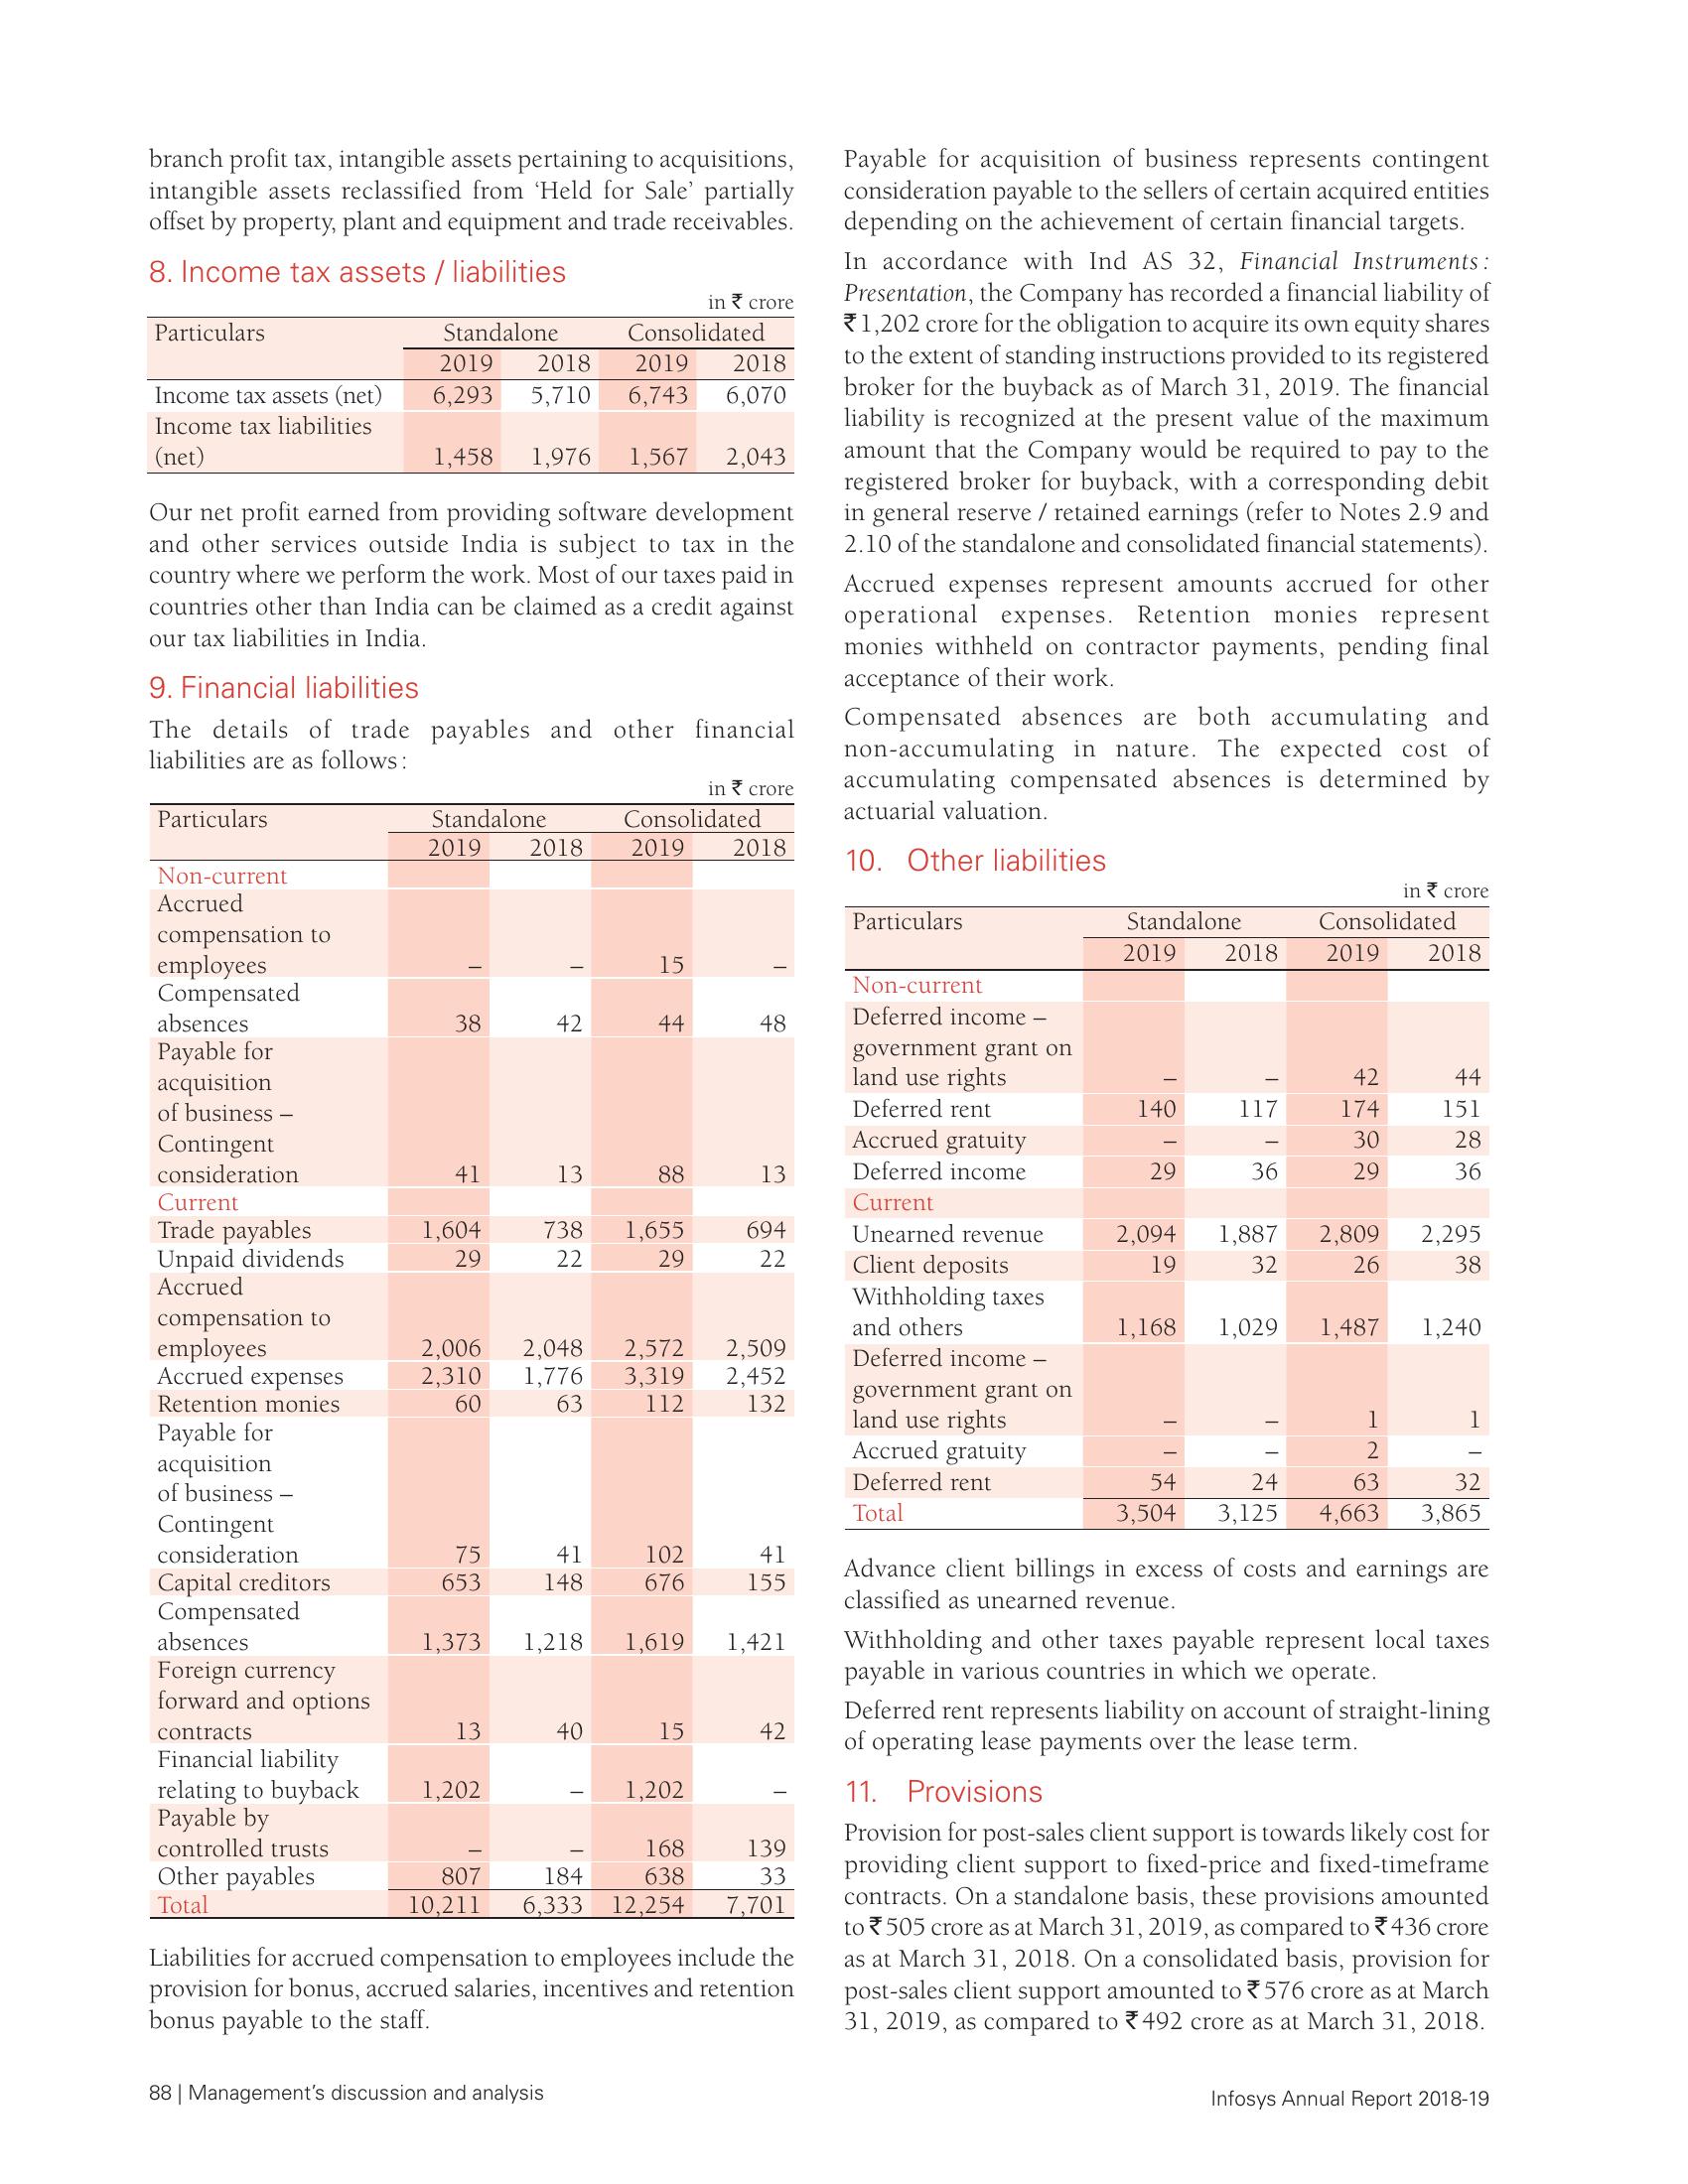 branch profit tax, intangible assets pertaining to acquisitions,
intangible assets reclassified from ‘Held for Sale’ partially
offset by property, plant and equipment and trade receivables.
8. Income tax assets / liabilities
in ₹ crore
Particulars Standalone Consolidated
2019 2018 2019 2018
Income tax assets (net) 6,293 5,710 6,743 6,070
Income tax liabilities
(net) 1,458 1,976 1,567 2,043
Our net profit earned from providing software development
and other services outside India is subject to tax in the
country where we perform the work. Most of our taxes paid in
countries other than India can be claimed as a credit against
our tax liabilities in India.
9. Financial liabilities
The details of trade payables and other financial
liabilities are as follows:
in ₹ crore
Particulars Standalone Consolidated
2019 2018 2019 2018
Non-current
Accrued
compensation to
employees – – 15 –
Compensated
absences 38 42 44 48
Payable for
acquisition
of business –
Contingent
consideration 41 13 88 13
Current
Trade payables 1,604 738 1,655 694
Unpaid dividends 29 22 29 22
Accrued
compensation to
employees 2,006 2,048 2,572 2,509
Accrued expenses 2,310 1,776 3,319 2,452
Retention monies 60 63 112 132
Payable for
acquisition
of business –
Contingent
consideration 75 41 102 41
Capital creditors 653 148 676 155
Compensated
absences 1,373 1,218 1,619 1,421
Foreign currency
forward and options
contracts 13 40 15 42
Financial liability
relating to buyback 1,202 – 1,202 –
Payable by
controlled trusts – – 168 139
Other payables 807 184 638 33
Total 10,211 6,333 12,254 7,701
Liabilities for accrued compensation to employees include the
provision for bonus, accrued salaries, incentives and retention
bonus payable to the staff.
Payable for acquisition of business represents contingent
consideration payable to the sellers of certain acquired entities
depending on the achievement of certain financial targets.
In accordance with Ind AS 32, Financial Instruments:
Presentation, the Company has recorded a financial liability of
₹1,202 crore for the obligation to acquire its own equity shares
to the extent of standing instructions provided to its registered
broker for the buyback as of March 31, 2019. The financial
liability is recognized at the present value of the maximum
amount that the Company would be required to pay to the
registered broker for buyback, with a corresponding debit
in general reserve / retained earnings (refer to Notes 2.9 and
2.10 of the standalone and consolidated financial statements).
Accrued expenses represent amounts accrued for other
operational expenses. Retention monies represent
monies withheld on contractor payments, pending final
acceptance of their work.
Compensated absences are both accumulating and
non-accumulating in nature. The expected cost of
accumulating compensated absences is determined by
actuarial valuation.
10. Other liabilities
in ₹ crore
Particulars Standalone Consolidated
2019 2018 2019 2018
Non-current
Deferred income –
government grant on
land use rights – – 42 44
Deferred rent 140 117 174 151
Accrued gratuity – – 30 28
Deferred income 29 36 29 36
Current
Unearned revenue 2,094 1,887 2,809 2,295
Client deposits 19 32 26 38
Withholding taxes
and others 1,168 1,029 1,487 1,240
Deferred income –
government grant on
land use rights – – 1 1
Accrued gratuity – – 2 –
Deferred rent 54 24 63 32
Total 3,504 3,125 4,663 3,865
Advance client billings in excess of costs and earnings are
classified as unearned revenue.
Withholding and other taxes payable represent local taxes
payable in various countries in which we operate.
Deferred rent represents liability on account of straight-lining
of operating lease payments over the lease term.
11. Provisions
Provision for post-sales client support is towards likely cost for
providing client support to fixed-price and fixed-timeframe
contracts. On a standalone basis, these provisions amounted
to ₹505 crore as at March 31, 2019, as compared to ₹436 crore
as at March 31, 2018. On a consolidated basis, provision for
post-sales client support amounted to ₹576 crore as at March
31, 2019, as compared to ₹492 crore as at March 31, 2018.
88 | Management’s discussion and analysis
Infosys Annual Report 2018-19